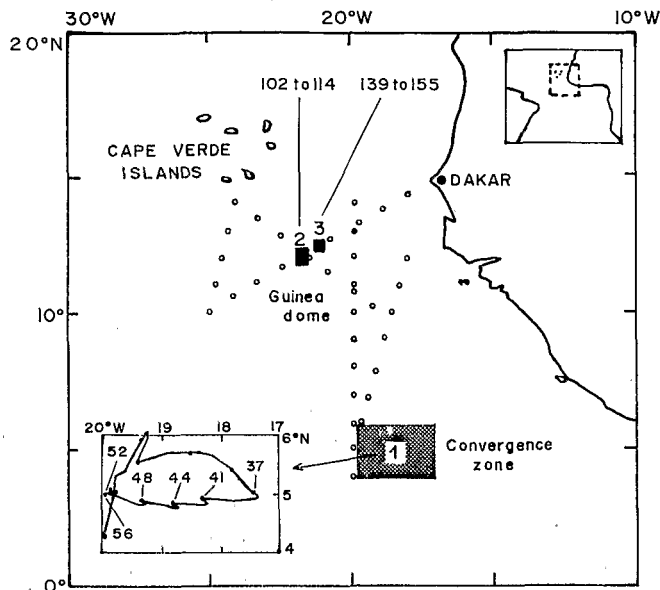 30°W 20°W 10°W
20°N
102 to 114 139 to 155
CAPE VERDE
ISLANDS
DAKAR
2 3
Guinea
dome
10°
1
Convergence
zone
20°W 19 18 17
6°N
52
48 44 41 37
5
56
4
0°